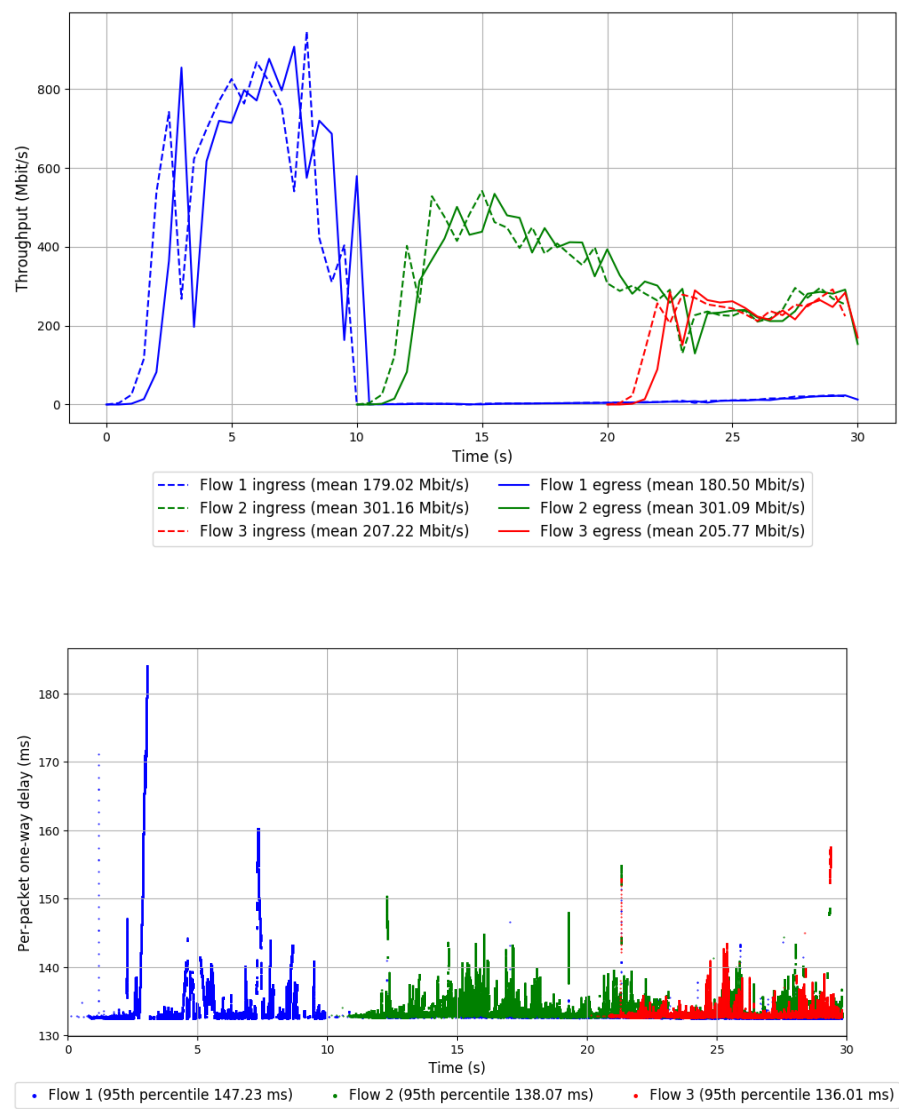 800
600
400
200
0
Throughput (Mbit/s)
0 5 10 15 20 25 30
Time (s)
Flow 1 ingress (mean 179.02 Mbit/s) Flow 1 egress (mean 180.50 Mbit/s)
Flow 2 ingress (mean 301.16 Mbit/s) Flow 2 egress (mean 301.09 Mbit/s)
Flow 3 ingress (mean 207.22 Mbit/s) Flow 3 egress (mean 205.77 Mbit/s)
180
170
160
150
140
130
Per-packet one-way delay (ms)
0 5 10 15 20 25 30
Time (s)
Flow 1 (95th percentile 147.23 ms) Flow 2 (95th percentile 138.07 ms) Flow 3 (95th percentile 136.01 ms)